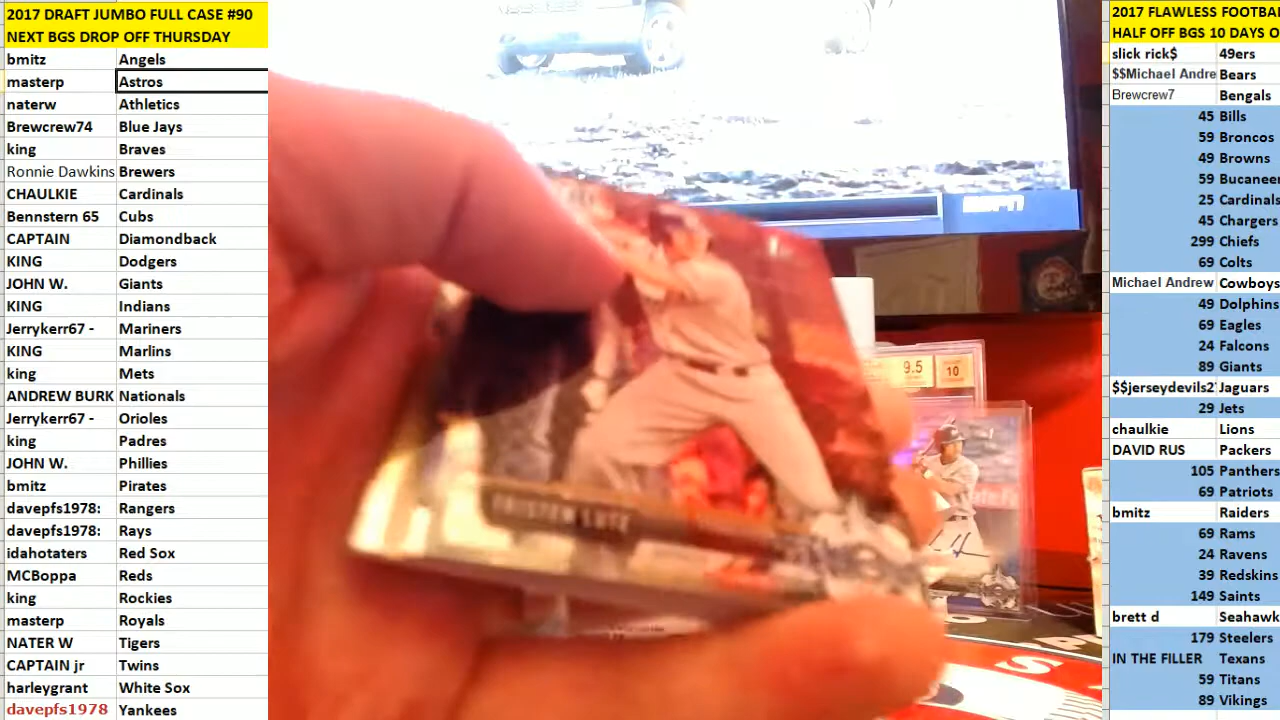 2017 DRAFT JUMBO FULL CASE #90
NEXT BGS DROP OFF THURSDAY
bmitz Angels
masterp Astros
naterw Athletics
Brewcrew74 Blue Jays
king Braves
Ronnie Dawkins Brewers
CHAULKIE Cardinals
Bennstern 65 Cubs
CAPTAIN Diamondback
KING Dodgers
JOHN W. Giants
KING Indians
Jerrykerr67 - Mariners
KING Marlins
king Mets
ANDREW BURK Nationals
Jerrykerr67 - Orioles
king Padres
JOHN W. Phillies
bmitz Pirates
davepfs1978: Rangers
davepfs1978: Rays
idahotaters Red Sox
MCBoppa Reds
king Rockies
masterp Royals
NATER W Tigers
CAPTAIN jr Twins
harleygrant White Sox
davepfs1978 Yankees
TRISTEN LUTZ
9.5
10
2017 FLAWLESS FOOTBA
HALF OFF BGS 10 DAYS O
slick rick$ 49ers
$$Michael Andre Bears
Brewcrew7 Bengals
45 Bills
59 Broncos
49 Browns
59 Bucaneer
25 Cardinals
45 Chargers
299 Chiefs
69 Colts
Michael Andrew Cowboys
49 Dolphins
69 Eagles
24 Falcons
89 Giants
$$jerseydevils2 Jaguars
29 Jets
chaulkie Lions
DAVID RUS Packers
105 Panthers
69 Patriots
bmitz Raiders
69 Rams
24 Ravens
39 Redskins
149 Saints
brett d Seahawk
179 Steelers
IN THE FILLER Texans
59 Titans
89 Vikings